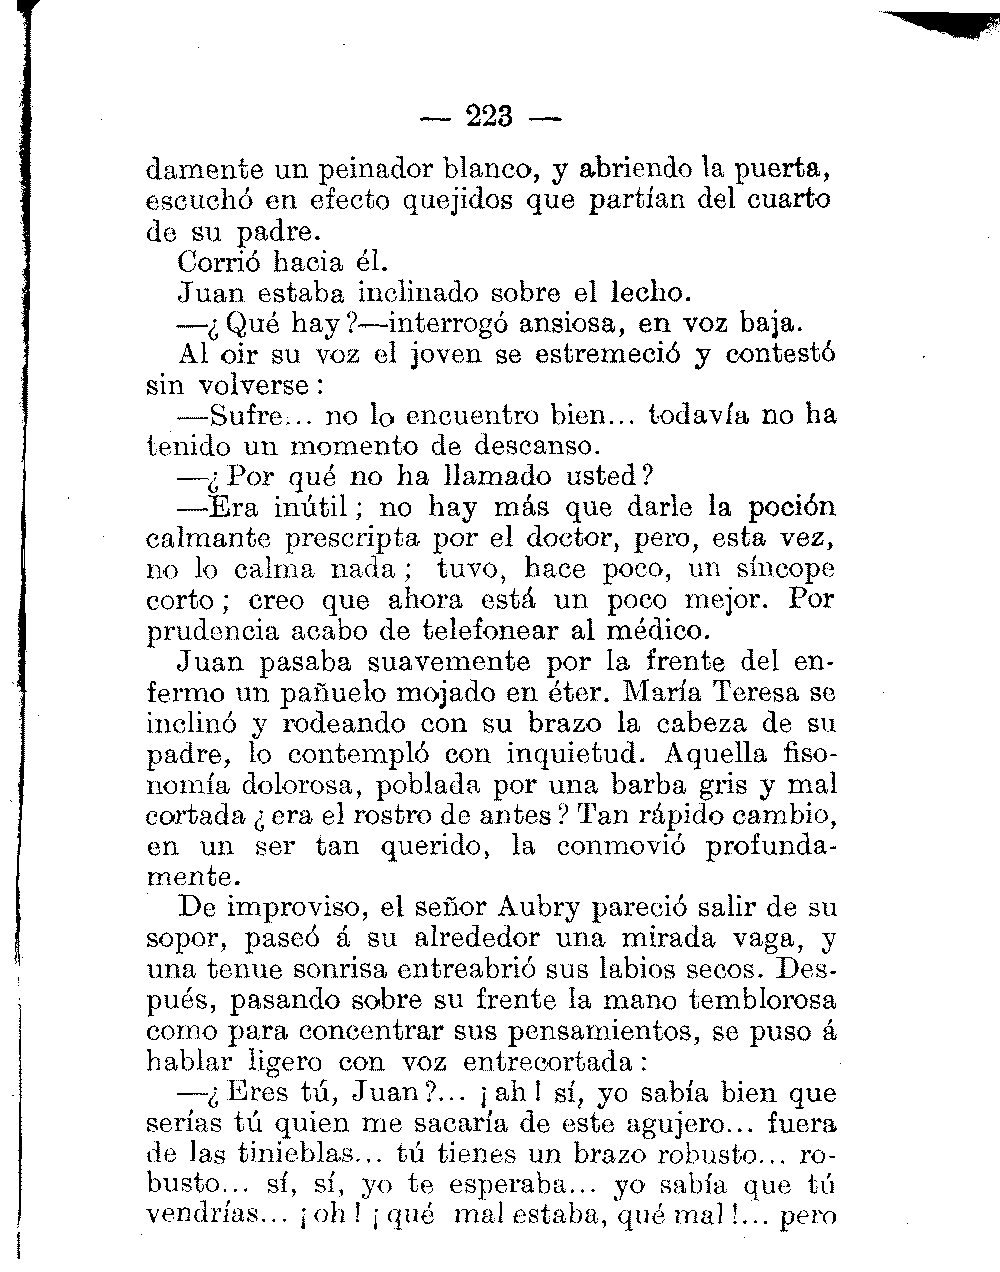 — 223 —
damente un peinador blanco, y abriendo la puerta,
escuchó en efecto quejidos que partían del cuarto
de su padre.
Corrió hacia él.
Juan estaba inclinado sobre el lecho.
—¿Qué hay?—interrogó ansiosa, en voz baja.
Al oir su voz el joven se estremeció y contestó
sin volverse:
—Sufre... no lo encuentro bien... todavía no ha
tenido un momento de descanso.
—¿Por qué no ha llamado usted?
—Era inútil; no hay más que darle la poción
calmante prescripta por el doctor, pero, esta vez,
no lo calma nada; tuvo, hace poco, un síncope
corto; creo que ahora está un poco mejor. Por
prudencia acabo de telefonear al médico.
Juan pasaba suavemente por la frente del en-
fermo un pañuelo mojado en éter. María Teresa se
inclinó y rodeando con su brazo la cabeza de su
padre, lo contempló con inquietud. Aquella fiso-
nomía dolorosa, poblada por una barba gris y mal
cortada ¿era el rostro de antes? Tan rápido cambio,
en un ser tan querido, la conmovió profunda-
mente.
De improviso, el señor Aubry pareció salir de su
sopor, paseó á su alrededor una mirada vaga, y
una tenue sonrisa entreabrió sus labios secos. Des-
pués, pasando sobre su frente la mano temblorosa
como para concentrar sus pensamientos, se puso á
hablar ligero con voz entrecortada:
—¿Eres tú, Juan?... ¡ah! sí, yo sabía bien que
serías tú quien me sacaría de este agujero... fuera
de las tinieblas... tú tienes un brazo robusto... ro-
busto... sí, sí, yo te esperaba... yo sabía que tú
vendrías... ¡oh! ¡qué mal estaba, qué mal!... pero